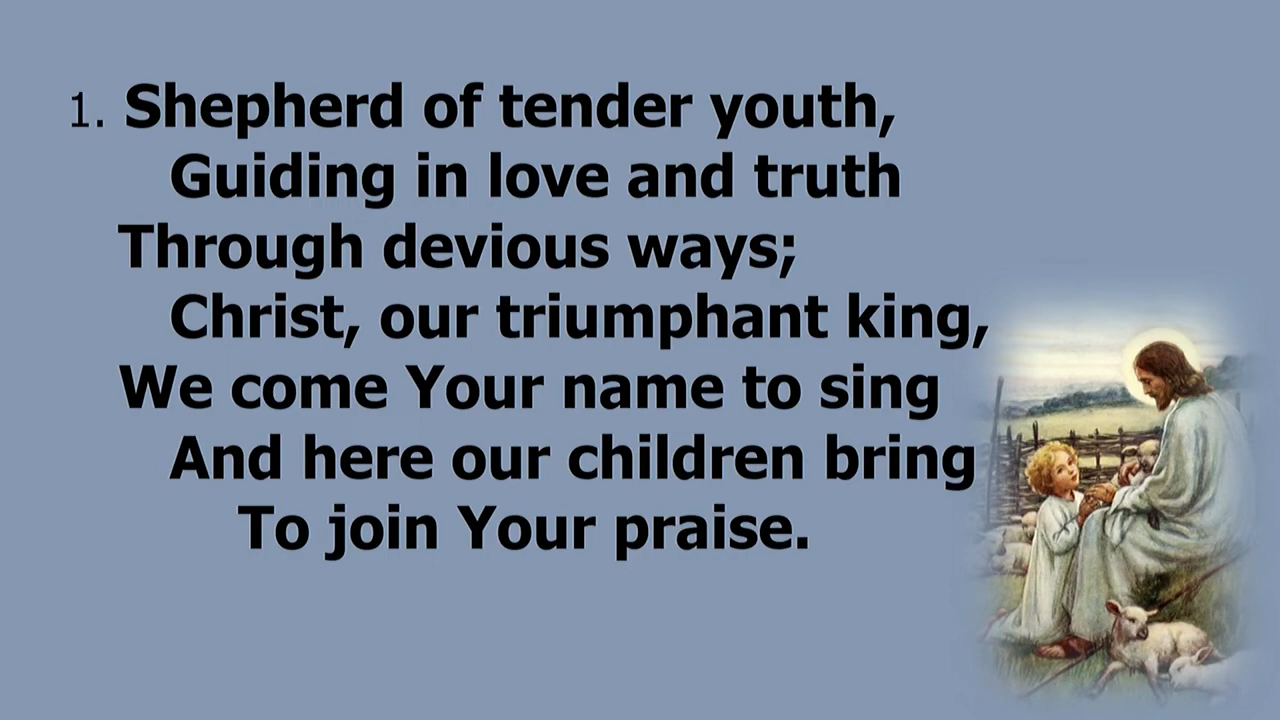 1. Shepherd of tender youth,
Guiding in love and truth
Through devious ways;
Christ, our triumphant king,
We come Your name to sing
And here our children bring
To join Your praise.